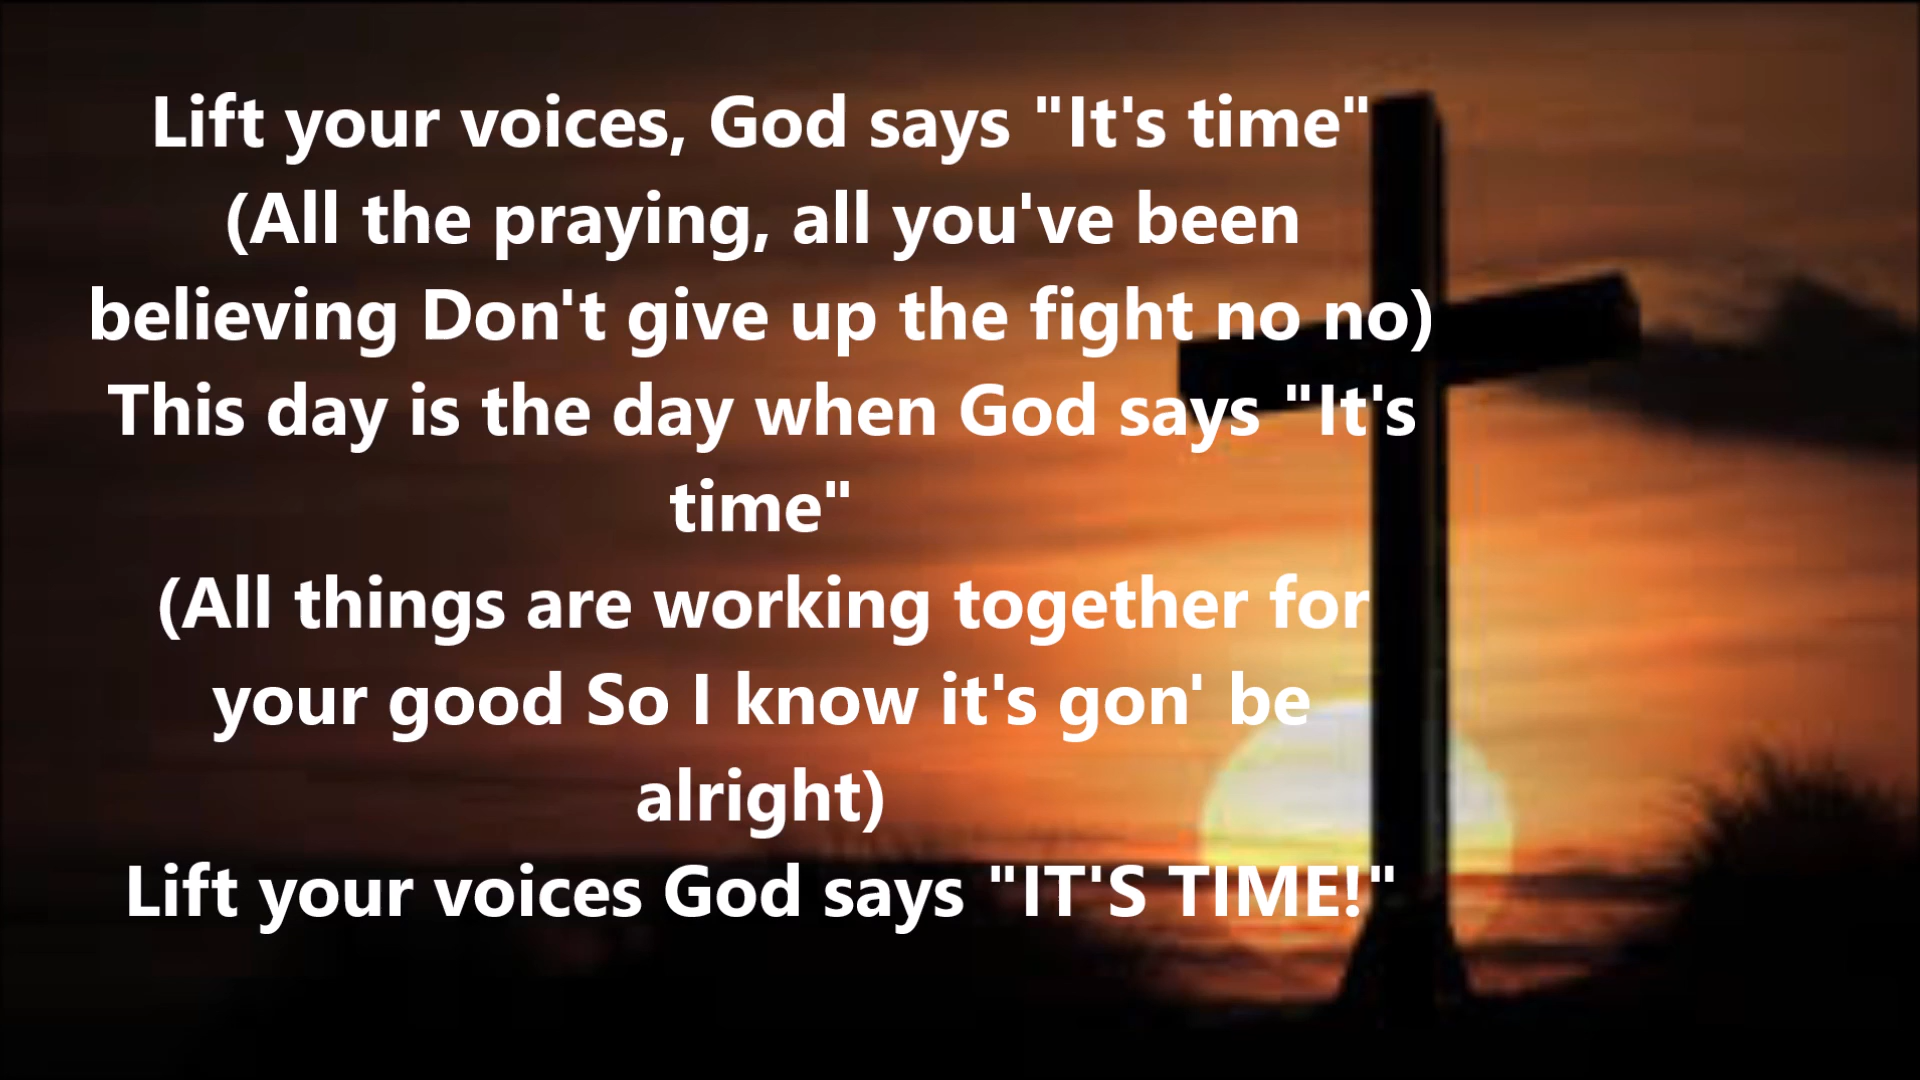 Lift your voices, God says "It's time"
(All the praying, all you've been
believing Don't give up the fight no no)
This day is the day when God says "It's
time"
(All things are working together for
your good So I know it's gon' be
alright)
Lift your voices God says "IT'S TIME!"